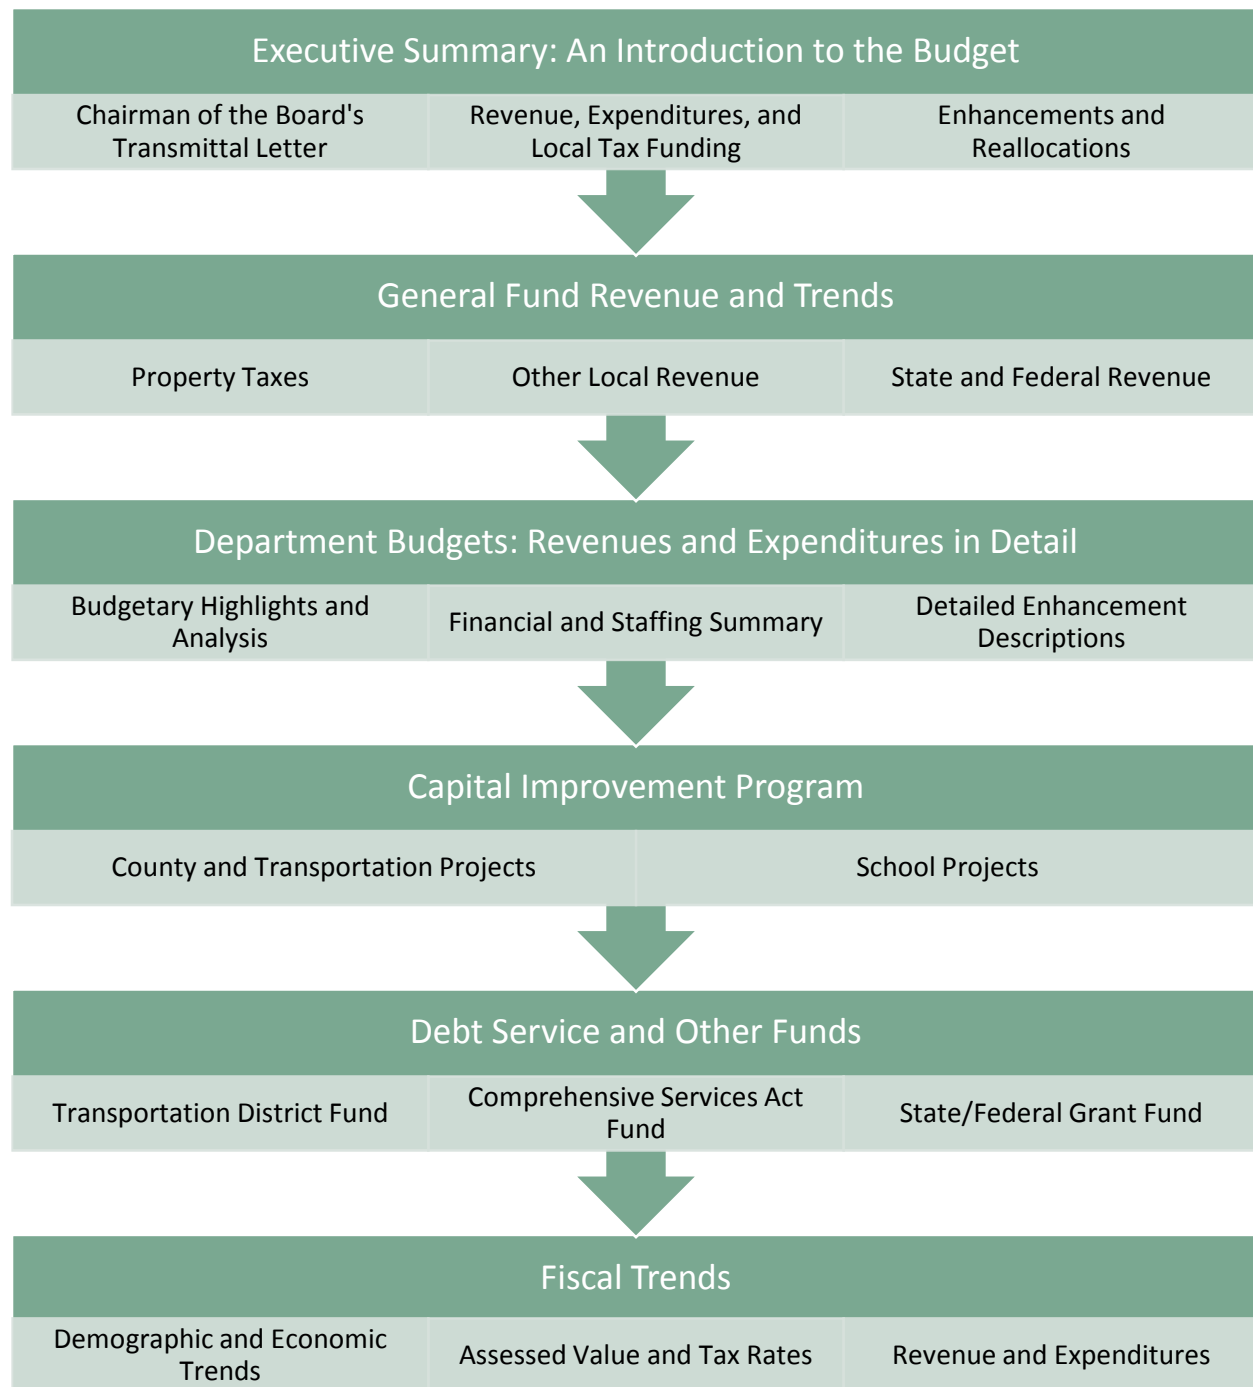 Executive Summary: An Introduction to the Budget
Chairman of the Board's
Transmittal Letter
Revenue, Expenditures, and
Local Tax Funding
Enhancements and
Reallocations
General Fund Revenue and Trends
Property Taxes
Other Local Revenue
State and Federal Revenue
Department Budgets: Revenues and Expenditures in Detail
Budgetary Highlights and
Analysis
Financial and Staffing Summary
Detailed Enhancement
Descriptions
Capital Improvement Program
County and Transportation Projects
School Projects
Debt Service and Other Funds
Transportation District Fund
Comprehensive Services Act
Fund
State/Federal Grant Fund
Fiscal Trends
Demographic and Economic
Trends
Assessed Value and Tax Rates
Revenue and Expenditures